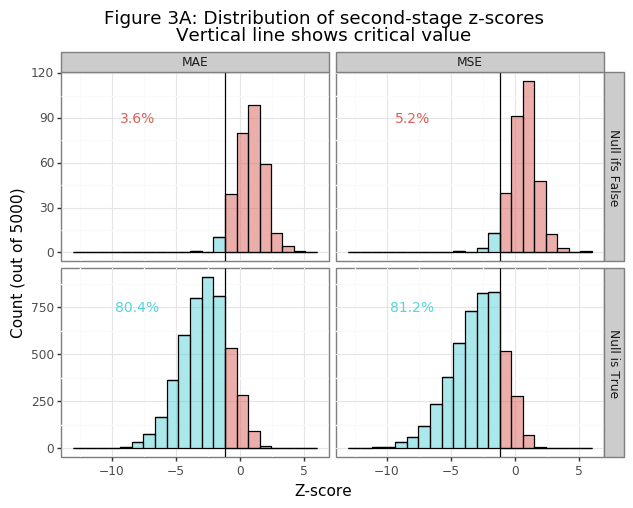 Figure 3A: Distribution of second-stage z-scores
Vertical line shows critical value
MAE
MSE
120
90
60
30
0
3.6%
5.2%
Null ifs False
Count (out of 5000)
750
500
250
0
80.4%
81.2%
Null is True
−10
−5
0
5
−10
−5
0
5
Z-score